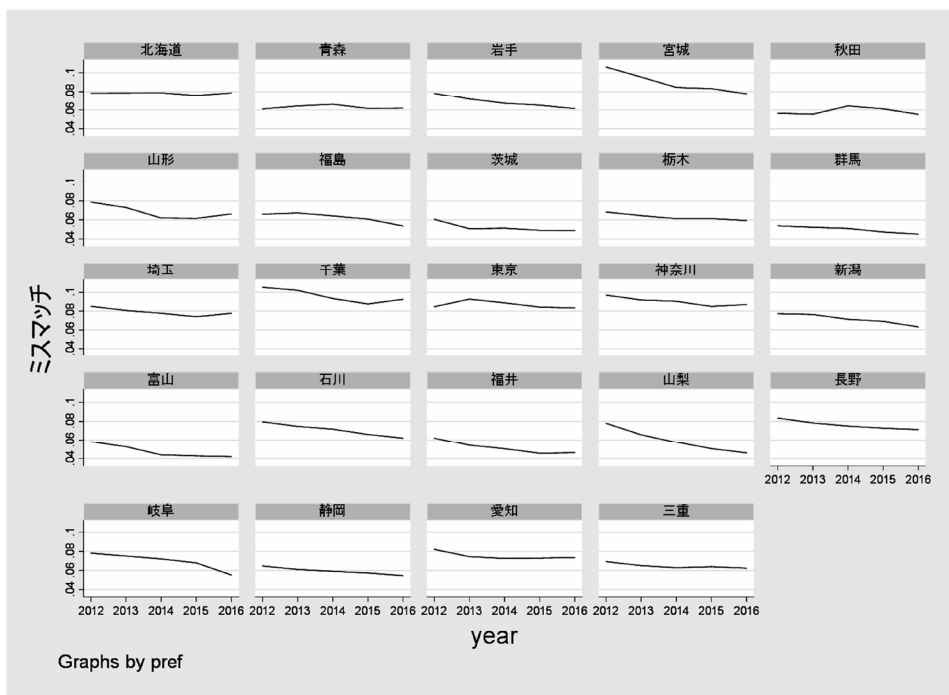 北海道 青森 岩手 宮城 秋田
.04 .06 .08 .1
山形 福島 茨城 栃木 群馬
.04 .06 .08 .1
埼玉 千葉 東京 神奈川 新潟
.04 .06 .08 .1
ミスマッチ
富山 石川 福井 山梨 長野
.04 .06 .08 .1
2012 2013 2014 2015 2016
岐阜 静岡 愛知 三重
.04 .06 .08 .1
2012 2013 2014 2015 2016 2012 2013 2014 2015 2016 2012 2013 2014 2015 2016 2012 2013 2014 2015 2016
year
Graphs by pref